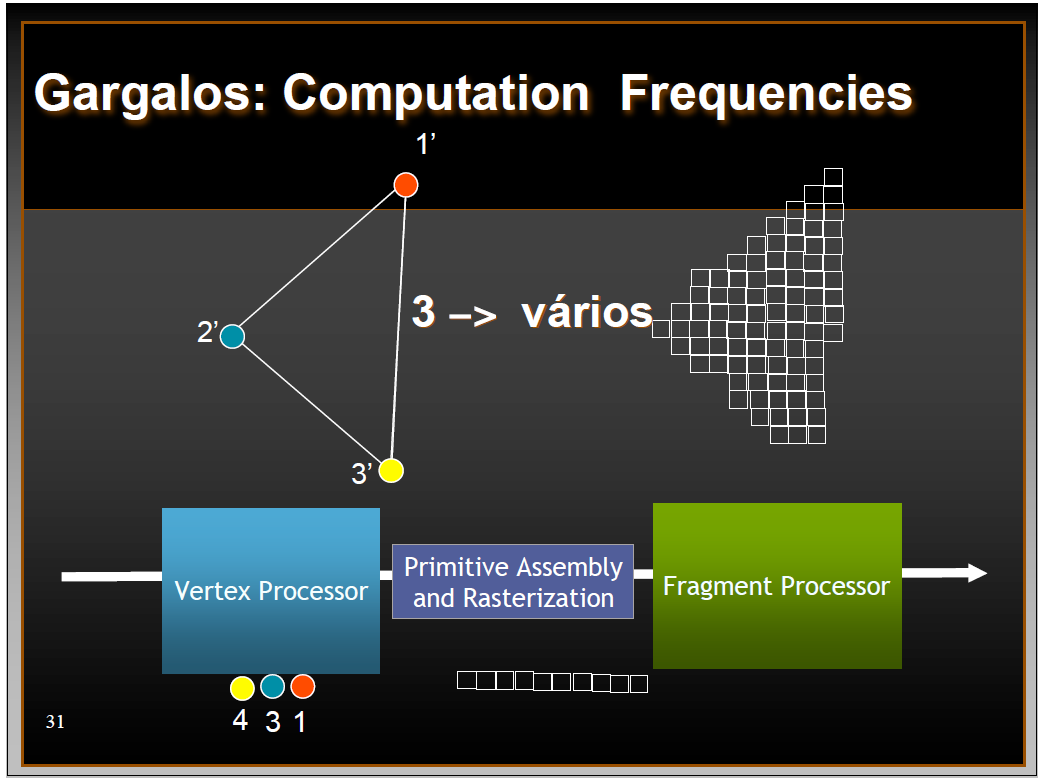 Gargalos: Computation Frequencies
1’
2’
3 –> vários
3’
Vertex Processor
Primitive Assembly
and Rasterization
Fragment Processor
4 3 1
31